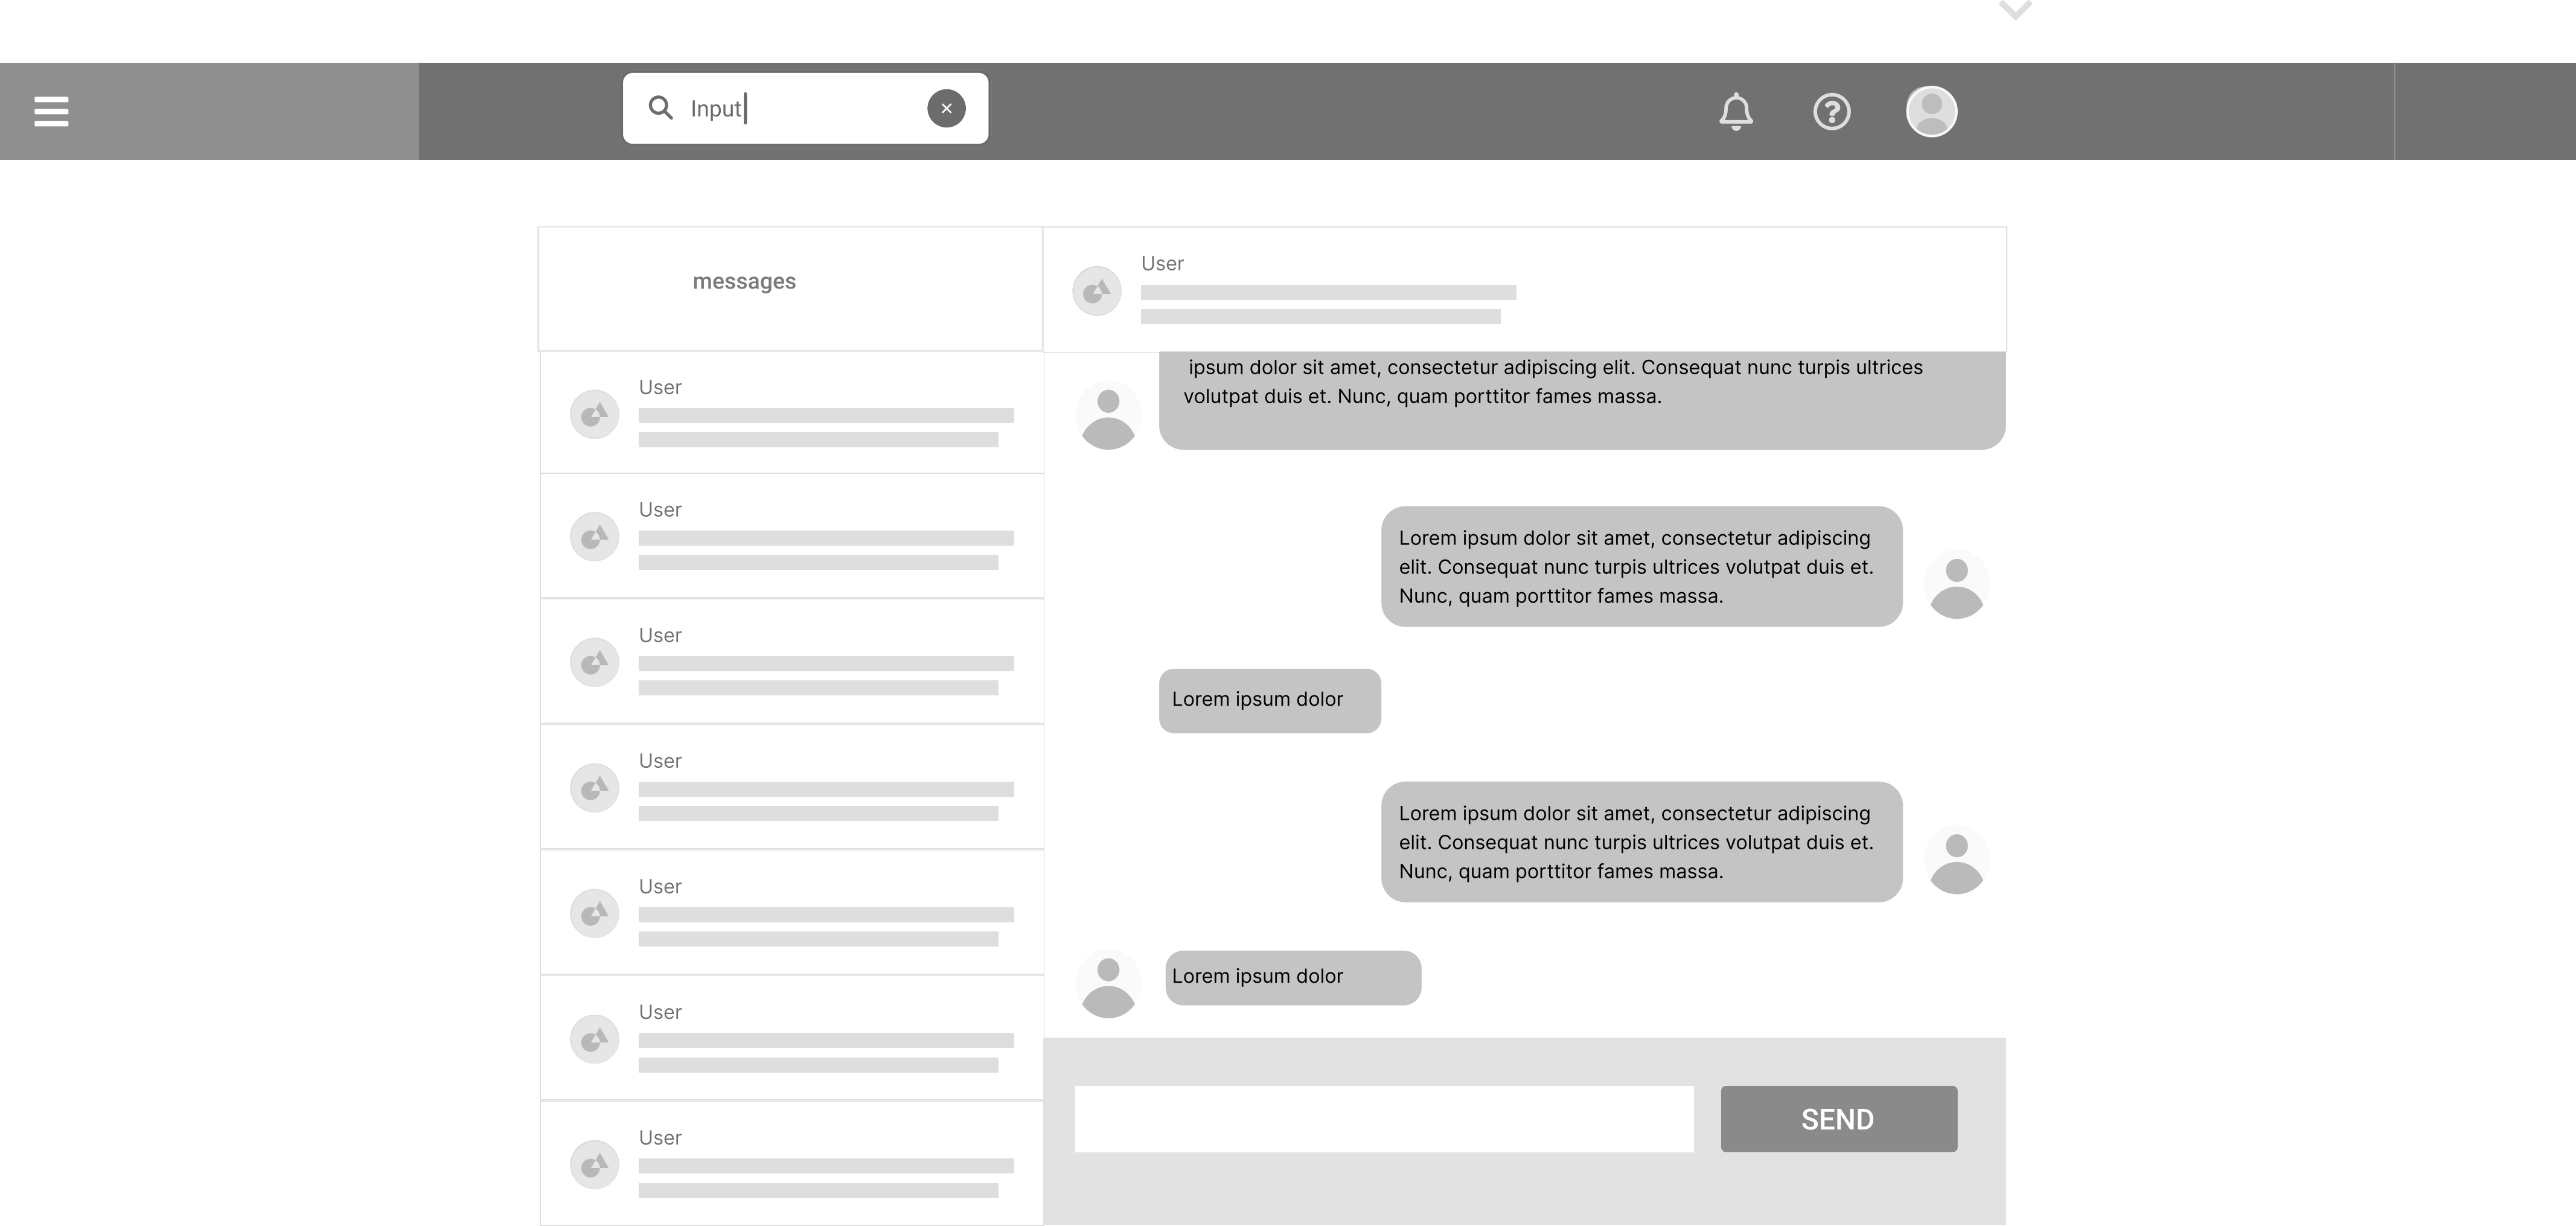 Input
messages
User
User
User
User
User
User
User
User
ipsum dolor sit amet, consectetur adipiscing elit. Consequat nunc turpis ultrices
volutpat duis et. Nunc, quam porttitor fames massa.
Lorem ipsum dolor sit amet, consectetur adipiscing
elit. Consequat nunc turpis ultrices volutpat duis et.
Nunc, quam porttitor fames massa.
Lorem ipsum dolor
Lorem ipsum dolor sit amet, consectetur adipiscing
elit. Consequat nunc turpis ultrices volutpat duis et.
Nunc, quam porttitor fames massa.
Lorem ipsum dolor
SEND